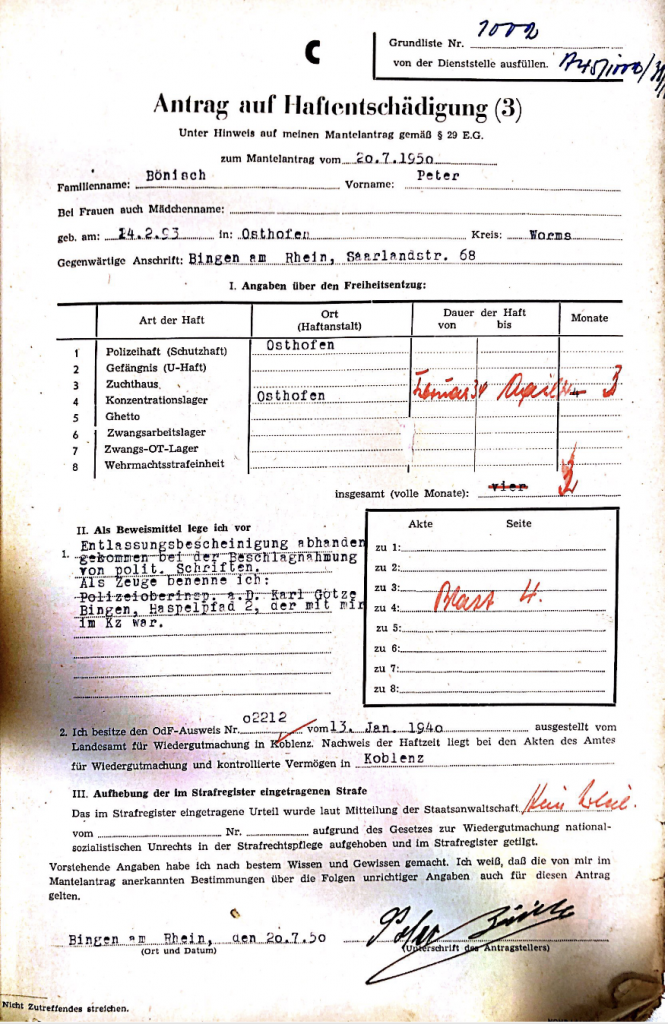 C
Grundliste Nr. 1002
von der Dienststelle ausfüllen.
Antrag auf Haftentschädigung (3)
Unter Hinweis auf meinen Mantelantrag gemäß § 29 E.G.
zum Mantelantrag vom 20.7.1950
Familienname: Bönisch Vorname: Peter
Bei Frauen auch Mädchenname:
geb. am: 14.2.93 in: Osthofen Kreis: Worms
Gegenwärtige Anschrift: Bingen am Rhein, Saarlandstr. 68
I. Angaben über den Freiheitsentzug:
Art der Haft Ort (Haftanstalt) Dauer der Haft von bis Monate
1 Polizeihaft (Schutzhaft) Osthofen
2 Gefängnis (U-Haft)
3 Zuchthaus
4 Konzentrationslager Osthofen Februar 34 April 3
5 Ghetto
6 Zwangsarbeitslager
7 Zwangs-OT-Lager
8 Wehrmachtsstrafeinheit
insgesamt (volle Monate): vier 3
II. Als Beweismittel lege ich vor
1. Entlassungsbescheinigung abhanden
gekommen bei der Beschlagnahmung
von polit. Schriften.
Als Zeuge benenne ich:
Polizeioberinsp. a.D. Karl Götze
Bingen, Haspelpfad 2, der mit mir
im Kz war.
Akte Seite
zu 1:
zu 2:
zu 3:
zu 4: Blatt 4.
zu 5:
zu 6:
zu 7:
zu 8:
2. Ich besitze den OdF-Ausweis Nr. o2212 vom 13. Jan. 194o ausgestellt vom
Landesamt für Wiedergutmachung in Koblenz. Nachweis der Haftzeit liegt bei den Akten des Amtes
für Wiedergutmachung und kontrollierte Vermögen in Koblenz
III. Aufhebung der im Strafregister eingetragenen Strafe
Das im Strafregister eingetragene Urteil wurde laut Mitteilung der Staatsanwaltschaft
vom Nr. aufgrund des Gesetzes zur Wiedergutmachung national-
sozialistischen Unrechts in der Strafrechtspflege aufgehoben und im Strafregister getilgt.
Vorstehende Angaben habe ich nach bestem Wissen und Gewissen gemacht. Ich weiß, daß die von mir im
Mantelantrag anerkannten Bestimmungen über die Folgen unrichtiger Angaben auch für diesen Antrag
gelten.
Bingen am Rhein, den 2o.7.5o Peter
(Ort und Datum) (Unterschrift des Antragstellers)
Nicht Zutreffendes streichen.